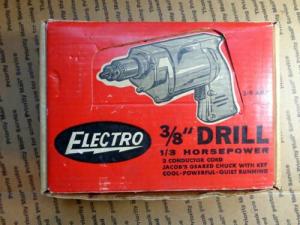 ELECTRO
3/8" DRILL
1/3 HORSEPOWER
3 CONDUCTOR CORD
JACOB'S GEARED CHUCK WITH KEY
COOL-POWERFUL-QUIET RUNNING